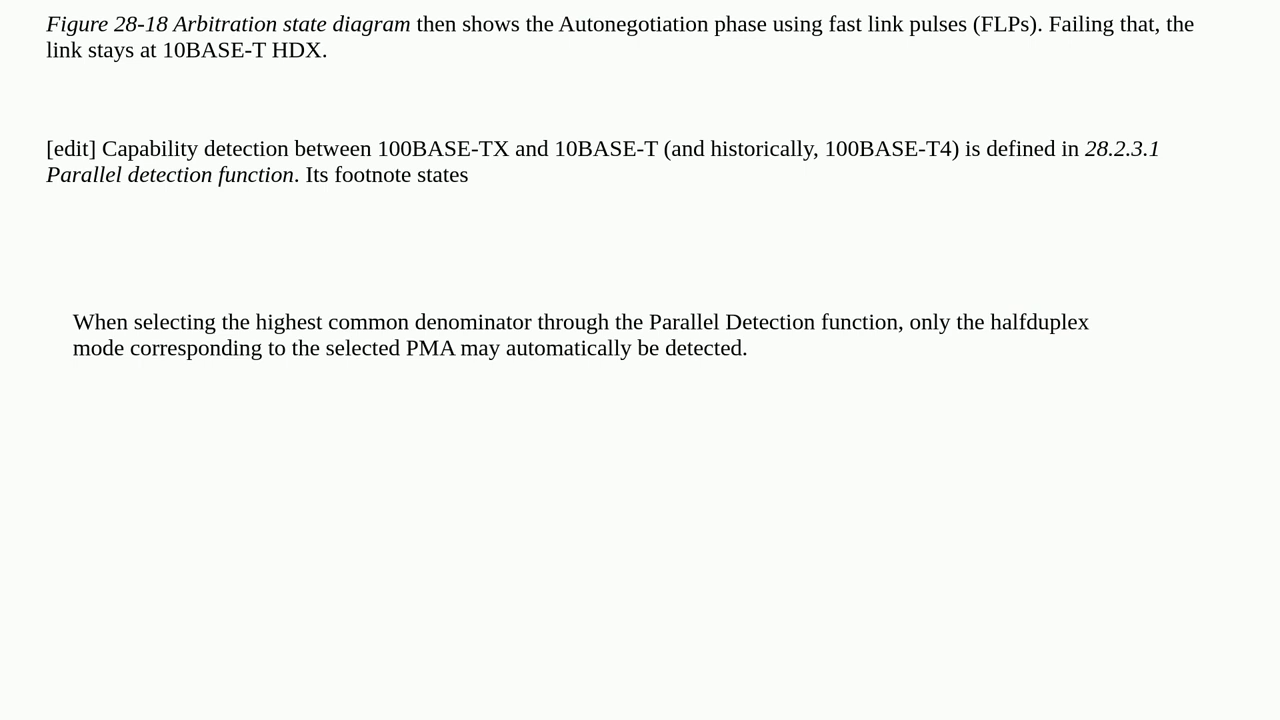 Figure 28-18 Arbitration state diagram then shows the Autonegotiation phase using fast link pulses (FLPs). Failing that, the
link stays at 10BASE-T HDX.
[edit] Capability detection between 100BASE-TX and 10BASE-T (and historically, 100BASE-T4) is defined in 28.2.3.1
Parallel detection function. Its footnote states
When selecting the highest common denominator through the Parallel Detection function, only the halfduplex
mode corresponding to the selected PMA may automatically be detected.